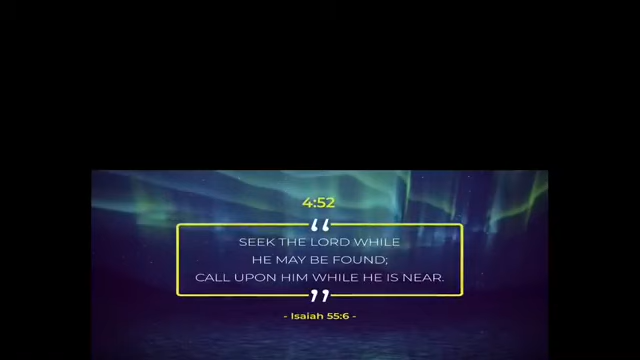 4:52
“
SEEK THE LORD WHILE
HE MAY BE FOUND;
CALL UPON HIM WHILE HE IS NEAR.
”
- Isaiah 55:6 -